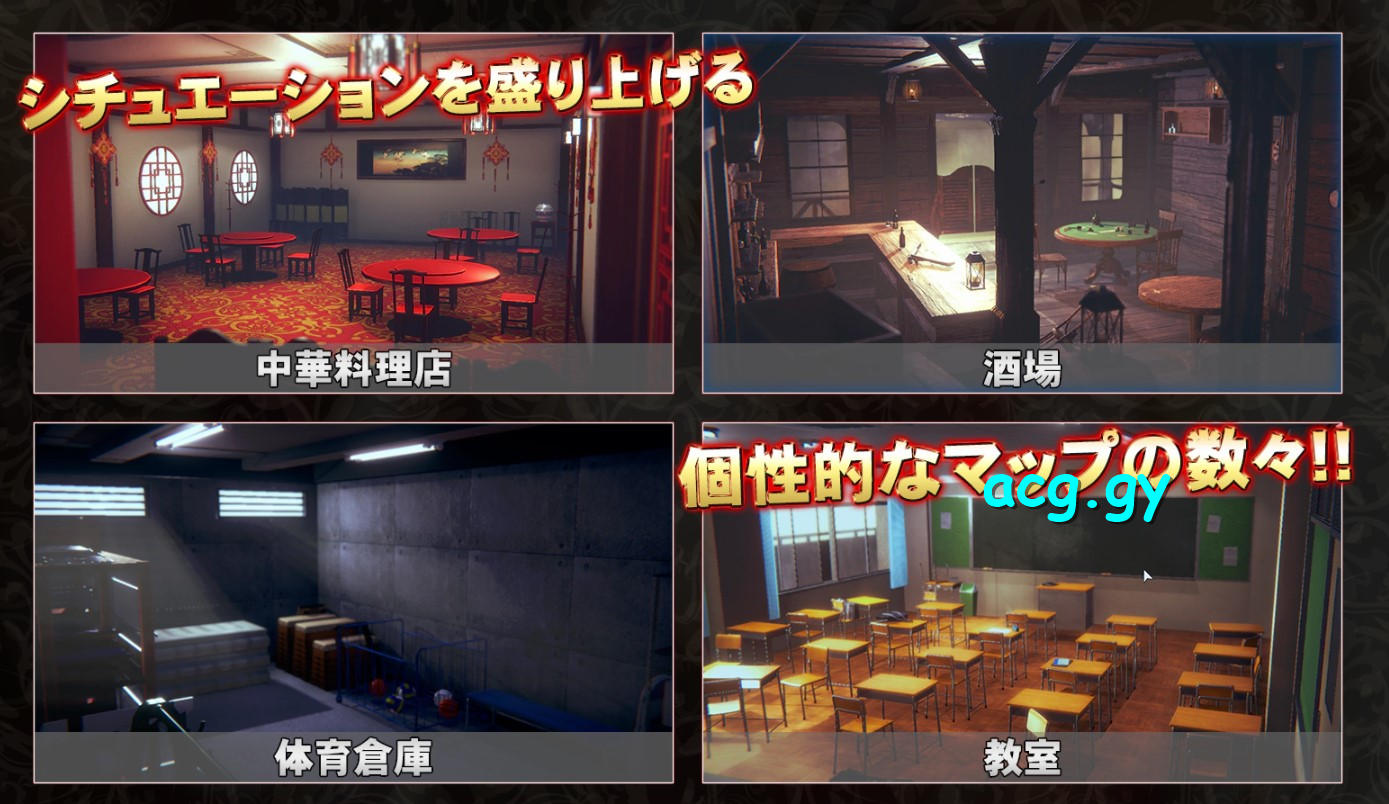 シチュエーションを盛り上げる
中華料理店
酒場
個性的なマップの数々!!
acg.gy
体育倉庫
教室